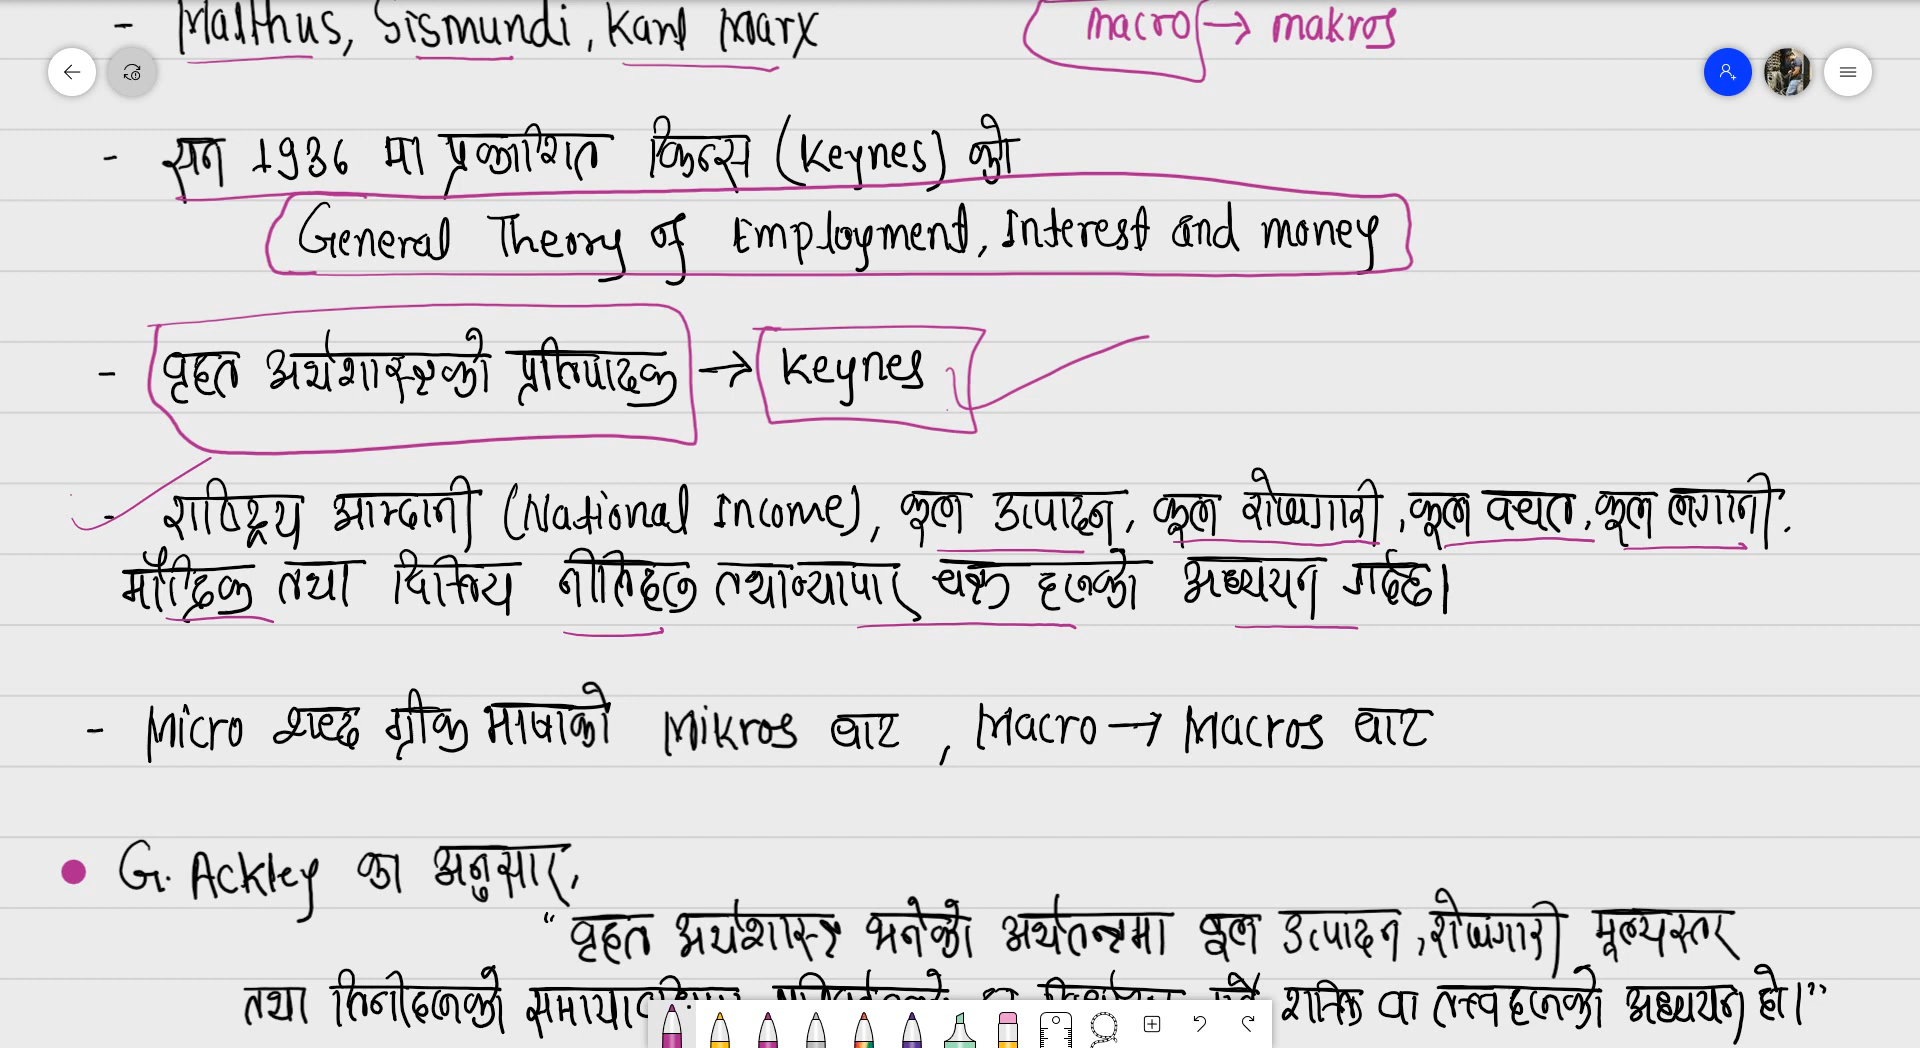 - Malthus, Sismundi, Karl Marx
macro → makros
- सन 1936 मा प्रकाशित किन्स (Keynes) को
General Theory of Employment, Interest and money
- वृहत अर्थशास्त्रको प्रतिपादक → Keynes
- राष्ट्रिय आम्दानी (National Income), कूल उत्पादन, कूल रोजगारी, कूल वचत, कूल लगानी.
मौद्रिक तथा वित्तिय नीतिहरु तथा व्यापार चक्र हरुको अध्ययन गर्दछ।
- Micro शब्द ग्रीक भाषाको Mikros बाट, Macro → Macros बाट
G. Ackley का अनुसार,
"वृहत अर्थशास्त्र भनेको अर्थतन्त्रमा कूल उत्पादन, रोजगारी मूल्यस्तर
तथा तिनीहरुको शक्ति वा तत्त्वहरुको अध्ययन हो।"